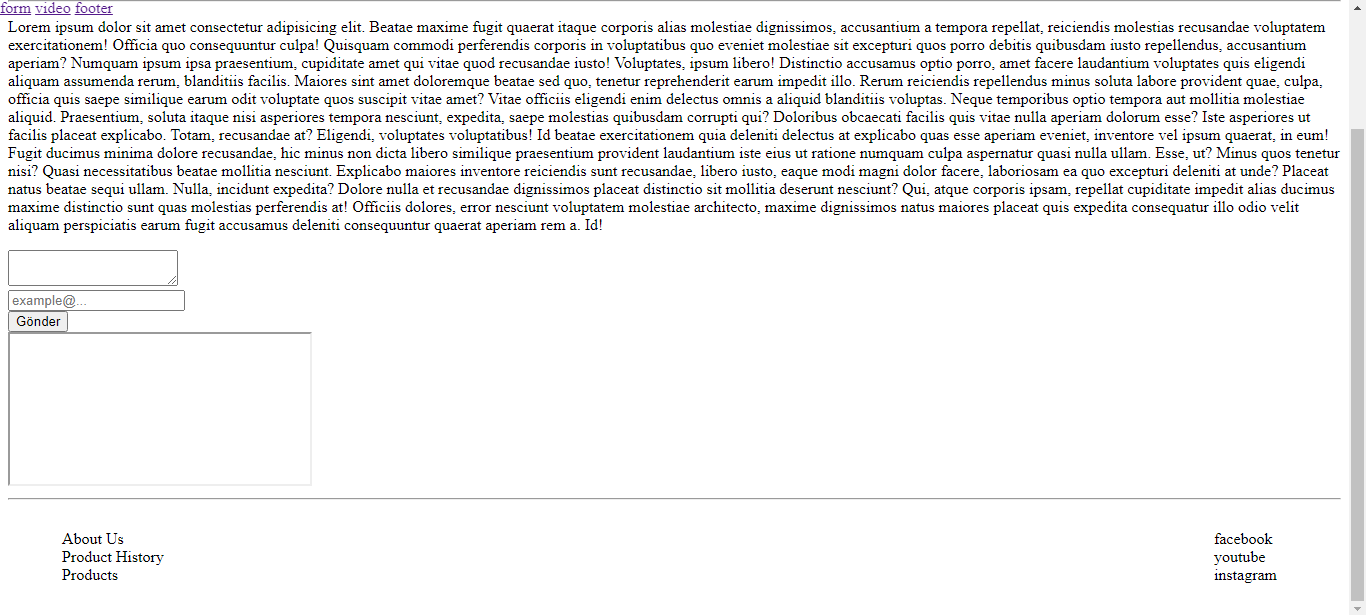 form video footer
Lorem ipsum dolor sit amet consectetur adipisicing elit. Beatae maxime fugit quaerat itaque corporis alias molestiae dignissimos, accusantium a tempora repellat, reiciendis molestias recusandae voluptatem
exercitationem! Officia quo consequuntur culpa! Quisquam commodi perferendis corporis in voluptatibus quo eveniet molestiae sit excepturi quos porro debitis quibusdam iusto repellendus, accusantium
aperiam? Numquam ipsum ipsa praesentium, cupiditate amet qui vitae quod recusandae iusto! Voluptates, ipsum libero! Distinctio accusamus optio porro, amet facere laudantium voluptates quis eligendi
aliquam assumenda rerum, blanditiis facilis. Maiores sint amet doloremque beatae sed quo, tenetur reprehenderit earum impedit illo. Rerum reiciendis repellendus minus soluta labore provident quae, culpa,
officia quis saepe similique earum odit voluptate quos suscipit vitae amet? Vitae officiis eligendi enim delectus omnis a aliquid blanditiis voluptas. Neque temporibus optio tempora aut mollitia molestiae
aliquid. Praesentium, soluta itaque nisi asperiores tempora nesciunt, expedita, saepe molestias quibusdam corrupti qui? Doloribus obcaecati facilis quis vitae nulla aperiam dolorum esse? Iste asperiores ut
facilis placeat explicabo. Totam, recusandae at? Eligendi, voluptates voluptatibus! Id beatae exercitationem quia deleniti delectus at explicabo quas esse aperiam eveniet, inventore vel ipsum quaerat, in eum!
Fugit ducimus minima dolore recusandae, hic minus non dicta libero similique praesentium provident laudantium iste eius ut ratione numquam culpa aspernatur quasi nulla ullam. Esse, ut? Minus quos tenetur
nisi? Quasi necessitatibus beatae mollitia nesciunt. Explicabo maiores inventore reiciendis sunt recusandae, libero iusto, eaque modi magni dolor facere, laboriosam ea quo excepturi deleniti at unde? Placeat
natus beatae sequi ullam. Nulla, incidunt expedita? Dolore nulla et recusandae dignissimos placeat distinctio sit mollitia deserunt nesciunt? Qui, atque corporis ipsam, repellat cupiditate impedit alias ducimus
maxime distinctio sunt quas molestias perferendis at! Officiis dolores, error nesciunt voluptatem molestiae architecto, maxime dignissimos natus maiores placeat quis expedita consequatur illo odio velit
aliquam perspiciatis earum fugit accusamus deleniti consequuntur quaerat aperiam rem a. Id!
example@...
Gönder
About Us
Product History
Products
facebook
youtube
instagram